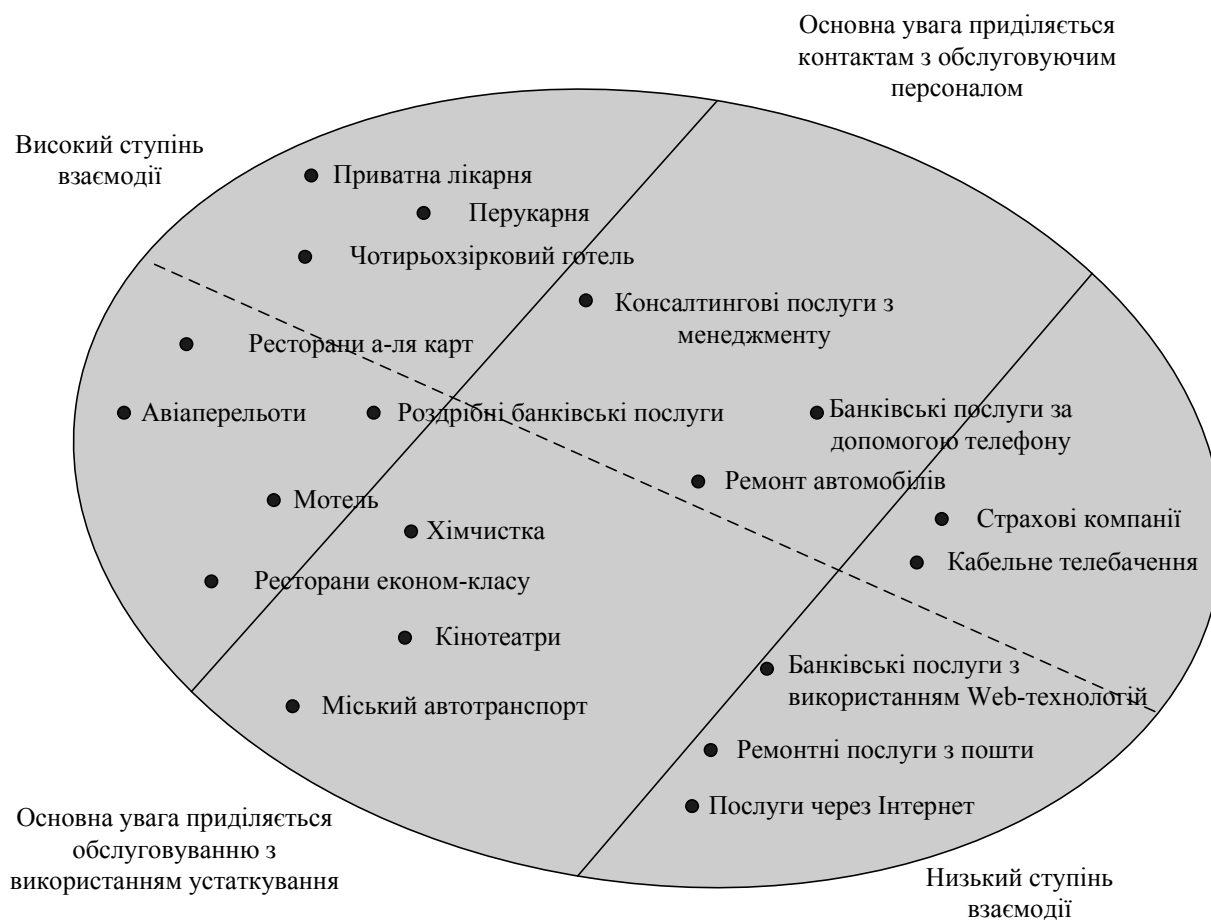 Основна увага приділяється
контактам з обслуговуючим
персоналом
Високий ступінь
взаємодії
Приватна лікарня
Перукарня
Чотирьохзірковий готель
Консалтингові послуги з
менеджменту
Ресторани а-ля карт
Авіаперельоти
Роздрібні банківські послуги
Банківські послуги за
допомогою телефону
Ремонт автомобілів
Мотель
Хімчистка
Страхові компанії
Кабельне телебачення
Ресторани економ-класу
Кінотеатри
Банківські послуги з
використанням Web-технологій
Міський автотранспорт
Ремонтні послуги з пошти
Послуги через Інтернет
Основна увага приділяється
обслуговуванню з
використанням устаткування
Низький ступінь
взаємодії